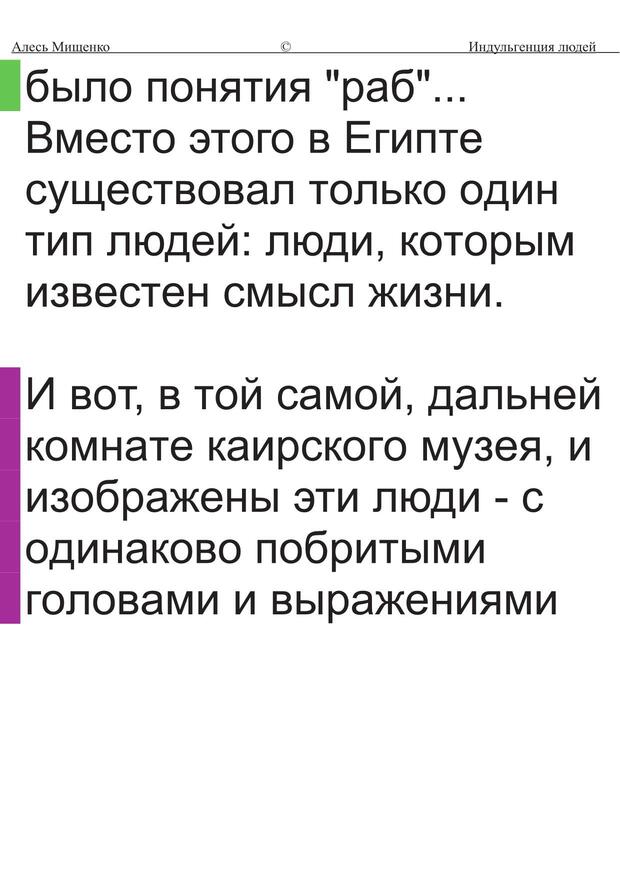 Алесь Мищенко © Индульгенция людей
было понятия "раб"...
Вместо этого в Египте
существовал только один
тип людей: люди, которым
известен смысл жизни.
И вот, в той самой, дальней
комнате каирского музея, и
изображены эти люди - с
одинаково побритыми
головами и выражениями